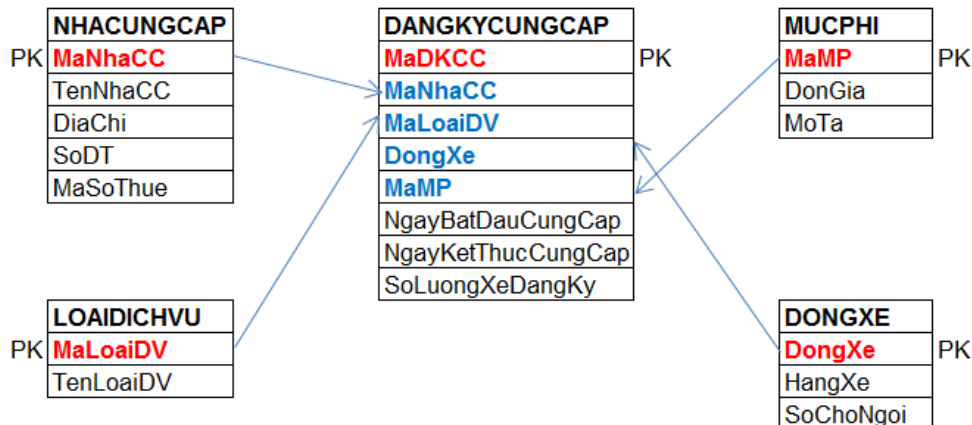 NHACUNGCAP
PK MaNhaCC
TenNhaCC
DiaChi
SoDT
MaSoThue
DANGKYCUNGCAP
MaDKCC PK
MaNhaCC
MaLoaiDV
DongXe
MaMP
NgayBatDauCungCap
NgayKetThucCungCap
SoLuongXeDangKy
MUCPHI
MaMP PK
DonGia
MoTa
LOAIDICHVU
PK MaLoaiDV
TenLoaiDV
DONGXE
DongXe PK
HangXe
SoChoNgoi